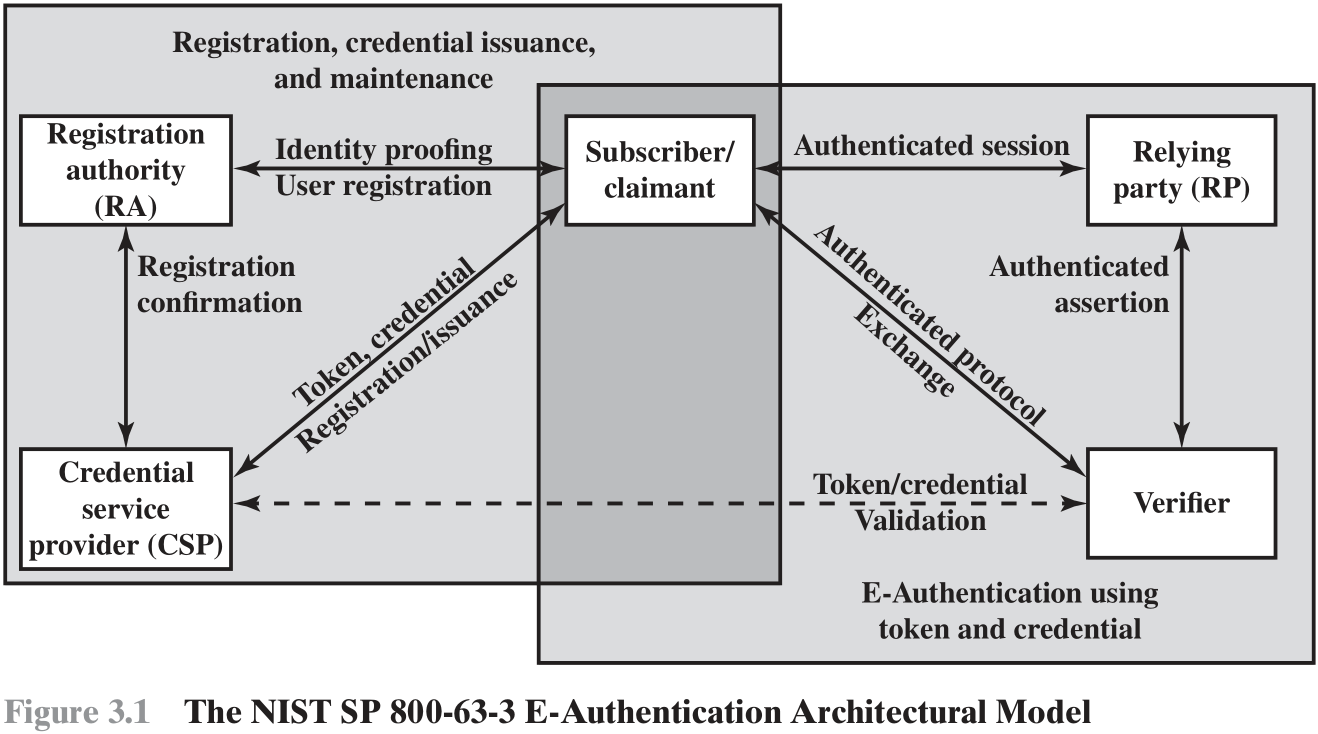 Registration, credential issuance,
and maintenance
Registration
authority
(RA)
Identity proofing
User registration
Subscriber/
claimant
Authenticated session
Relying
party (RP)
Registration
confirmation
Token, credential
Registration/issuance
Authenticated protocol
Exchange
Authenticated
assertion
Credential
service
provider (CSP)
Token/credential
Validation
Verifier
E-Authentication using
token and credential
Figure 3.1 The NIST SP 800-63-3 E-Authentication Architectural Model